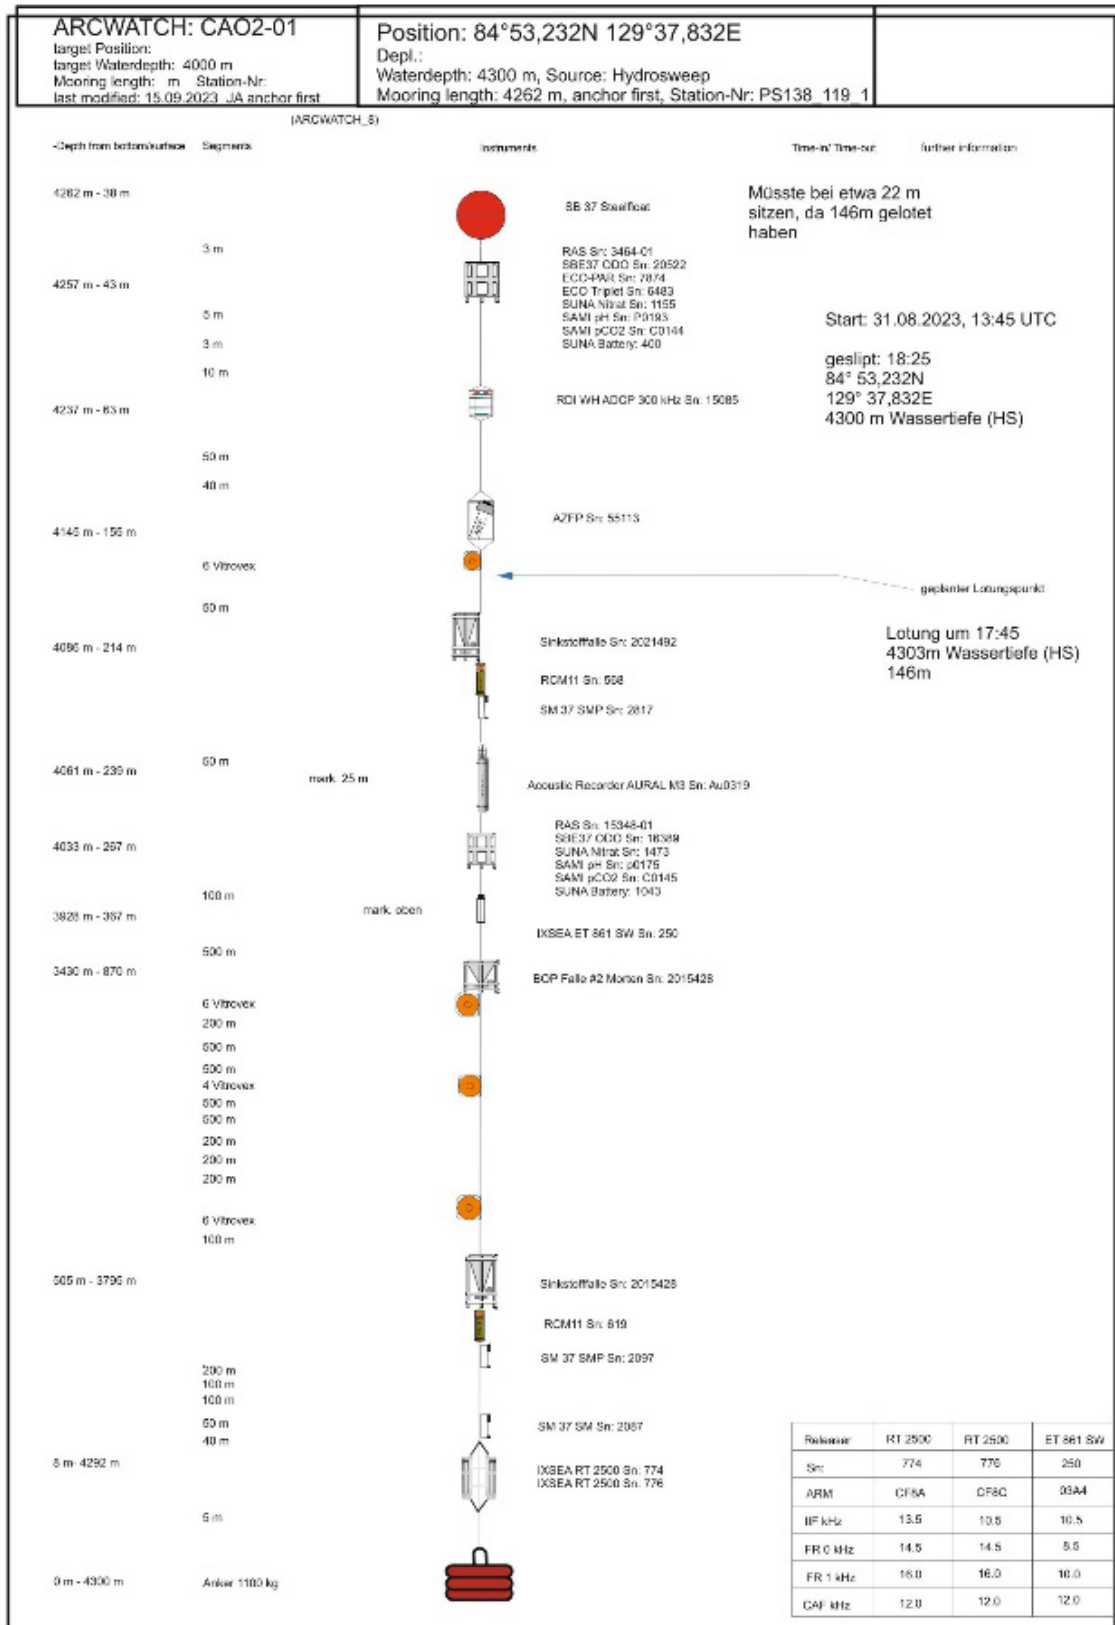 ARCWATCH: CAO2-01
target Position:
target Waterdepth: 4000 m
Mooring length: m Station-Nr:
last modified: 15.09.2023 JA anchor first
Position: 84°53,232N 129°37,832E
Depl.:
Waterdepth: 4300 m, Source: Hydrosweep
Mooring length: 4262 m, anchor first, Station-Nr: PS138_119_1
(ARCWATCH_8)
-Depth from bottom/surface Segments Instruments Time-in/ Time-out further information
4262 m - 38 m
SB 37 Steelfloat
Müsste bei etwa 22 m
sitzen, da 146m gelotet
haben
3 m
4257 m - 43 m
RAS Sn: 3464-01
SBE37 ODO Sn: 20522
ECO-PAR Sn: 7874
ECO Triplet Sn: 6483
SUNA Nitrat Sn: 1155
SAMI pH Sn: P0193
SAMI pCO2 Sn: C0144
SUNA Battery: 400
5 m
3 m
10 m
Start: 31.08.2023, 13:45 UTC
geslipt: 18:25
84° 53,232N
129° 37,832E
4300 m Wassertiefe (HS)
4237 m - 63 m
RDI WH ADCP 300 kHz Sn: 15085
50 m
40 m
4145 m - 155 m
AZFP Sn: 55113
6 Vitrovex
geplanter Lotungspunkt
50 m
4086 m - 214 m
Sinkstofffalle Sn: 2021492
Lotung um 17:45
4303m Wassertiefe (HS)
146m
RCM11 Sn: 568
SM 37 SMP Sn: 2817
50 m
4061 m - 239 m
mark. 25 m
Acoustic Recorder AURAL M3 Sn: Au0319
4033 m - 267 m
RAS Sn: 15348-01
SBE37 ODO Sn: 16389
SUNA Nitrat Sn: 1473
SAMI pH Sn: p0175
SAMI pCO2 Sn: C0145
SUNA Battery: 1043
100 m
3928 m - 367 m
mark. oben
IXSEA ET 861 SW Sn: 250
500 m
3430 m - 870 m
BOP Falle #2 Morten Sn: 2015428
6 Vitrovex
200 m
500 m
500 m
4 Vitrovex
500 m
500 m
200 m
200 m
200 m
6 Vitrovex
100 m
505 m - 3795 m
Sinkstofffalle Sn: 2015428
RCM11 Sn: 619
SM 37 SMP Sn: 2097
200 m
100 m
100 m
50 m
40 m
SM 37 SM Sn: 2087
8 m- 4292 m
IXSEA RT 2500 Sn: 774
IXSEA RT 2500 Sn: 776
5 m
0 m - 4300 m
Anker 1100 kg
Releaser RT 2500 RT 2500 ET 861 SW
Sn: 774 776 250
ARM CF8A CF8C 03A4
IIF kHz 13.5 10.5 10.5
FR 0 kHz 14.5 14.5 8.5
FR 1 kHz 16.0 16.0 10.0
CAF kHz 12.0 12.0 12.0